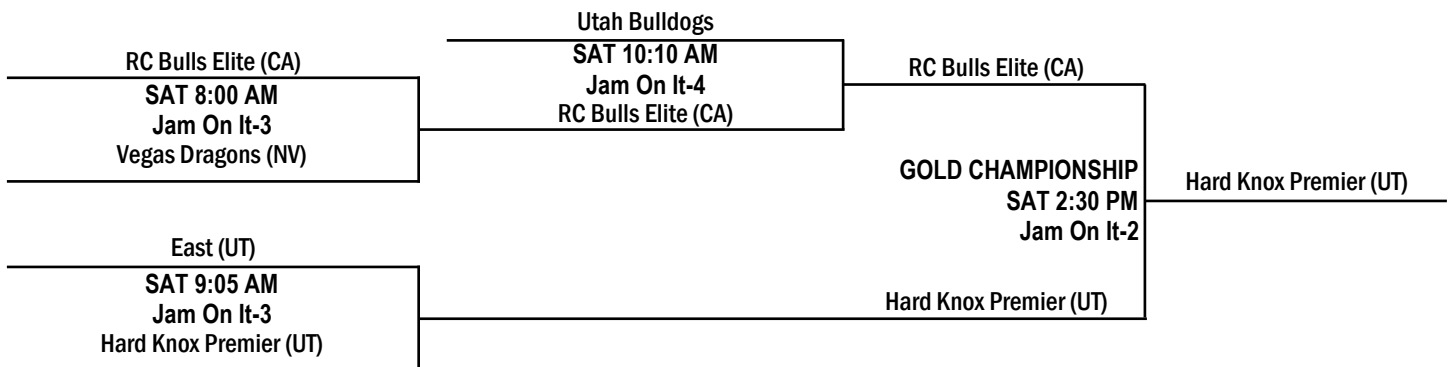 Utah Bulldogs
RC Bulls Elite (CA)
SAT 10:10 AM
RC Bulls Elite (CA)
SAT 8:00 AM
Jam On It-4
Jam On It-3
RC Bulls Elite (CA)
Vegas Dragons (NV)
GOLD CHAMPIONSHIP
Hard Knox Premier (UT)
SAT 2:30 PM
Jam On It-2
East (UT)
SAT 9:05 AM
Hard Knox Premier (UT)
Jam On It-3
Hard Knox Premier (UT)